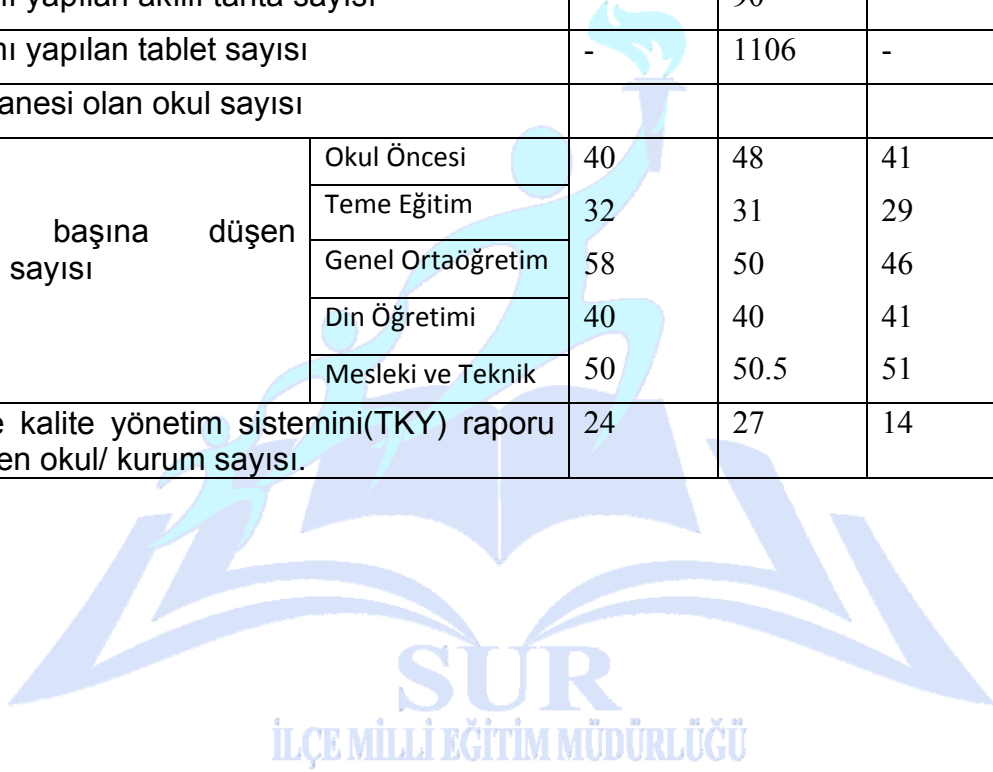 yapılan akıllı tahta sayısı 90
yapılan tablet sayısı - 1106 -
olan okul sayısı
Okul Öncesi 40 48 41
Teme Eğitim 32 31 29
başına düşen
sayısı
Genel Ortaöğretim 58 50 46
Din Öğretimi 40 40 41
Mesleki ve Teknik 50 50.5 51
kalite yönetim sistemini(TKY) raporu 24 27 14
okul/ kurum sayısı.
SUR
İLÇE MİLLİ EĞİTİM MÜDÜRLÜĞÜ